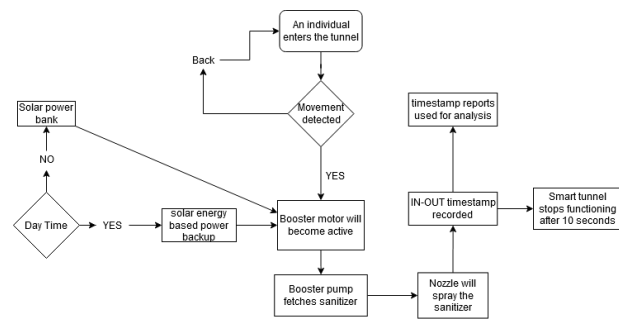 An individual
enters the tunnel
Back
Movement
detected
YES
Solar power
bank
NO
Day Time
YES
solar energy
based power
backup
Booster motor will
become active
Booster pump
fetches sanitizer
Nozzle will
spray the
sanitizer
IN-OUT timestamp
recorded
timestamp reports
used for analysis
Smart tunnel
stops functioning
after 10 seconds